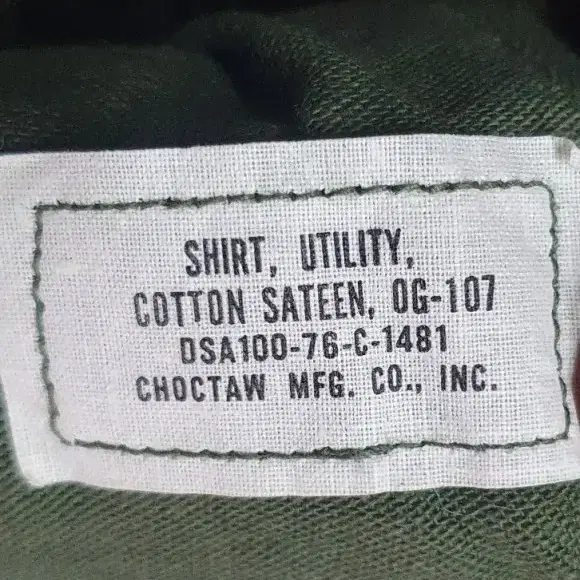 SHIRT, UTILITY,
COTTON SATEEN, OG-107
DSA100-76-C-1481
CHOCTAW MFG. CO., INC.